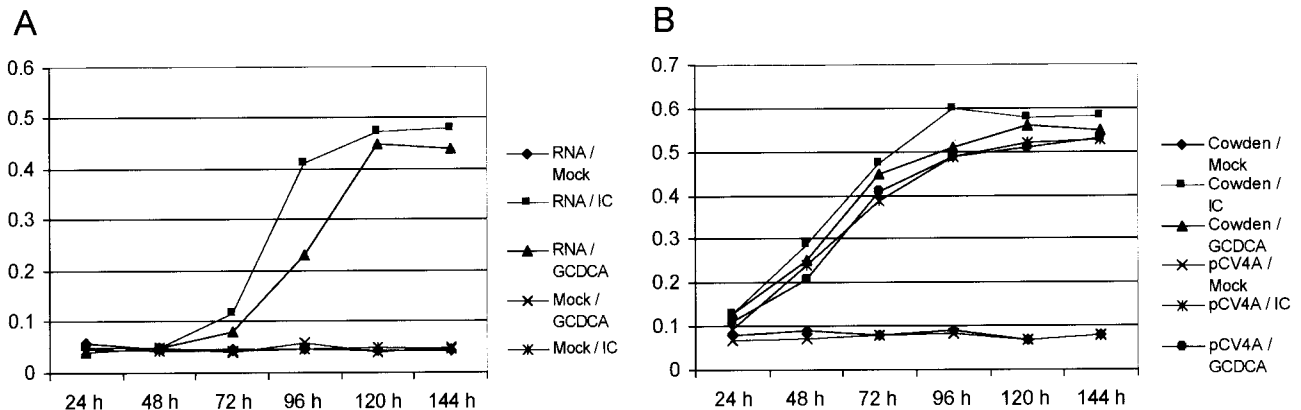 A
0.6
0.5
0.4
0.3
0.2
0.1
0
24 h 48 h 72 h 96 h 120 h 144 h
RNA /
Mock
RNA / IC
RNA /
GCDCA
Mock /
GCDCA
Mock / IC
B
0.7
0.6
0.5
0.4
0.3
0.2
0.1
0
24 h 48 h 72 h 96 h 120 h 144 h
Cowden /
Mock
Cowden /
IC
Cowden /
GCDCA
pCV4A /
Mock
pCV4A / IC
pCV4A /
GCDCA